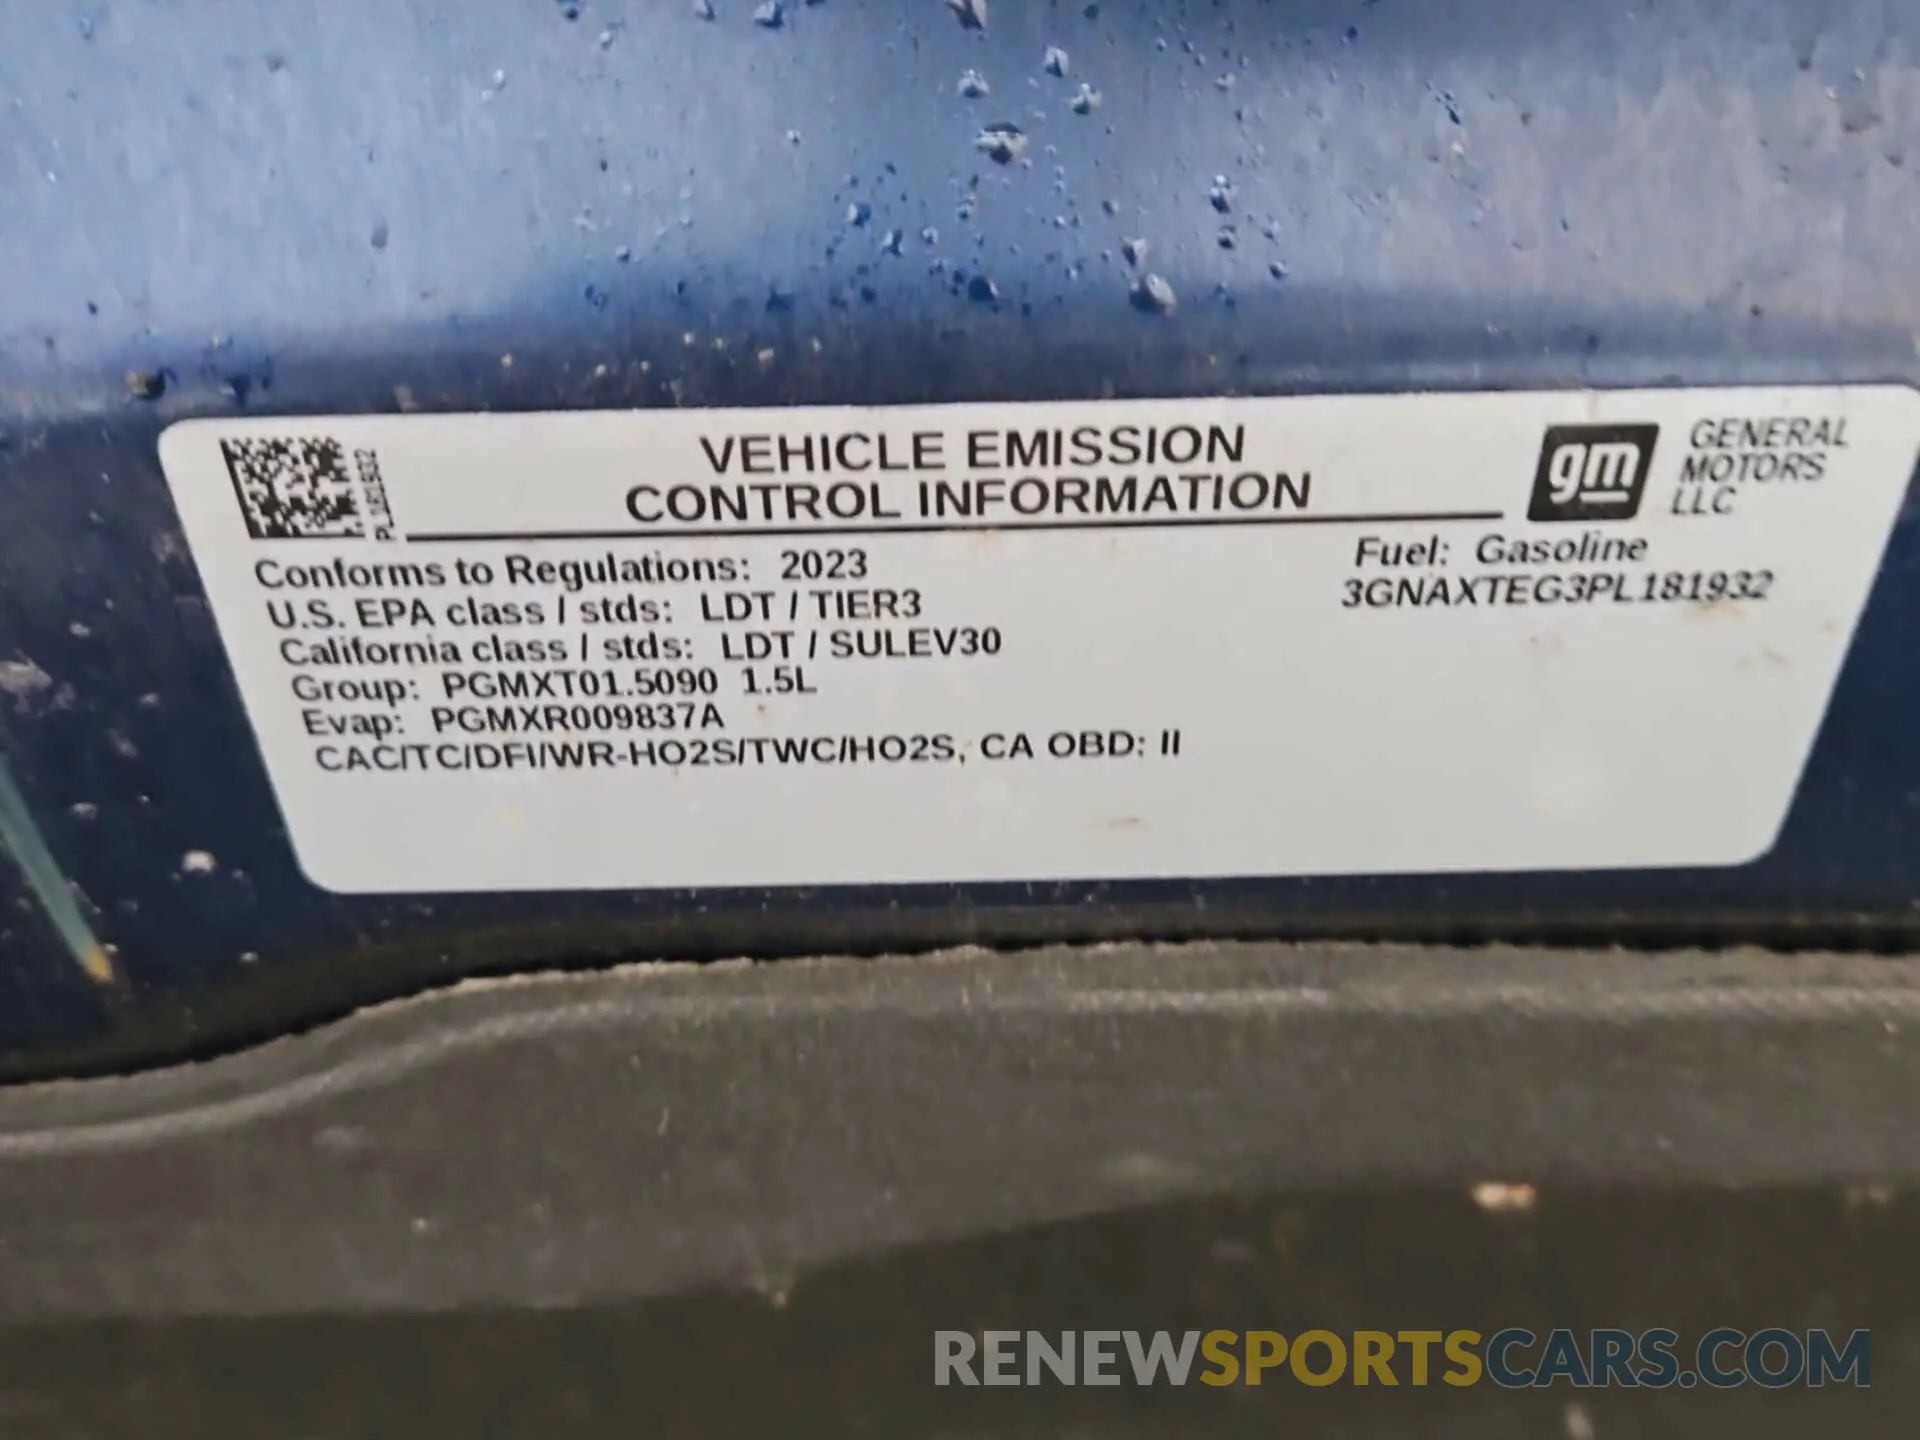 PL181932
VEHICLE EMISSION
CONTROL INFORMATION
gm
GENERAL
MOTORS
LLC
Conforms to Regulations: 2023
Fuel: Gasoline
U.S. EPA class / stds: LDT / TIER3
3GNAXTEG3PL181932
California class / stds: LDT / SULEV30
Group: PGMXT01.5090 1.5L
Evap: PGMXR009837A
CAC/TC/DFI/WR-HO2S/TWC/HO2S, CA OBD: II
RENEWSPORTSCARS.COM